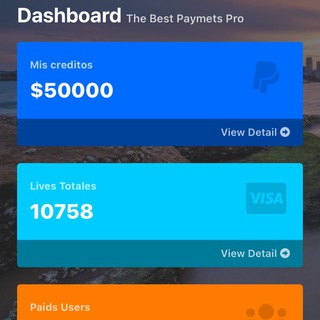 Dashboard The Best Paymets Pro
Mis creditos
$50000
View Detail
Lives Totales
VISA
10758
View Detail
Paids Users